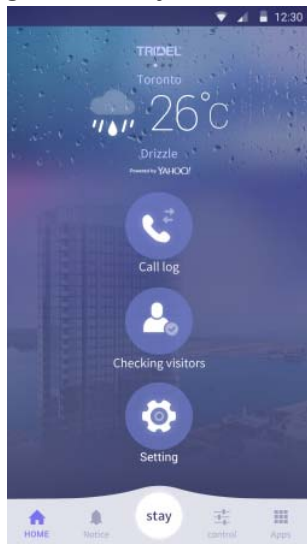 12:30
TRIDEL
Toronto
26°c
Drizzle
Powered by YAHOO!
Call log
Checking visitors
Setting
stay
HOME
Notice
control
Apps